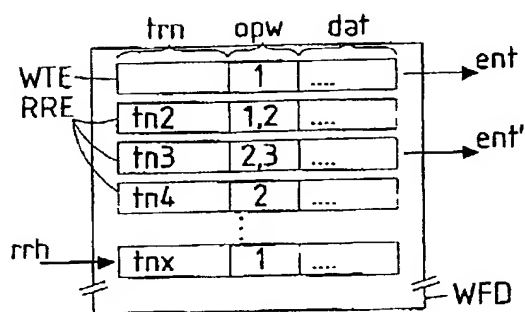 trn opw dat
WTE 1 .... ent
RRE tn2 1,2 ....
tn3 2,3 .... ent'
tn4 2 ....
rrh tnx 1 ....
WFD